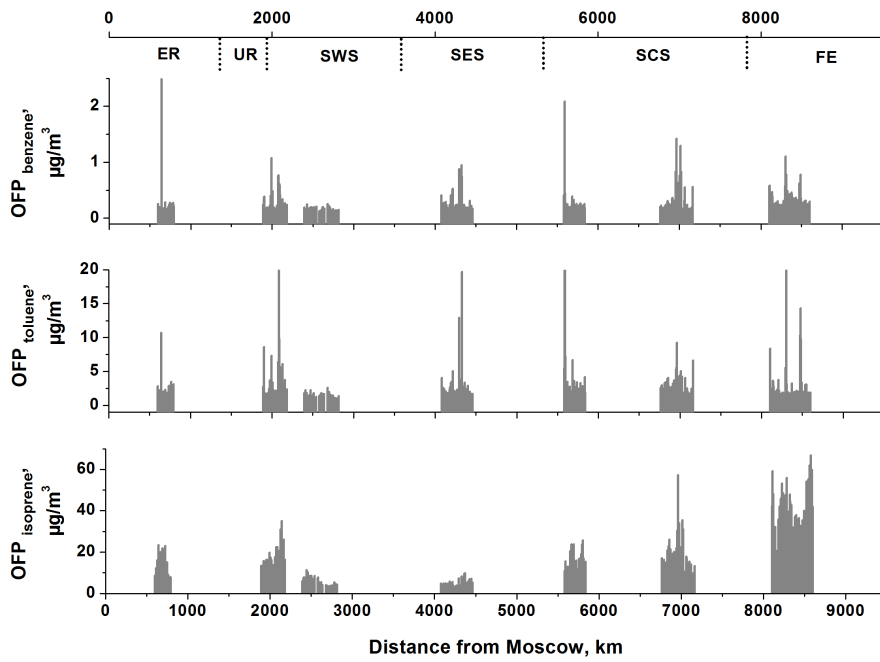 0 2000 4000 6000 8000
ER UR SWS SES SCS FE
OFP benzene, µg/m³
2
1
0
OFP toluene, µg/m³
20
15
10
5
0
OFP isoprene, µg/m³
60
40
20
0
0 1000 2000 3000 4000 5000 6000 7000 8000 9000
Distance from Moscow, km